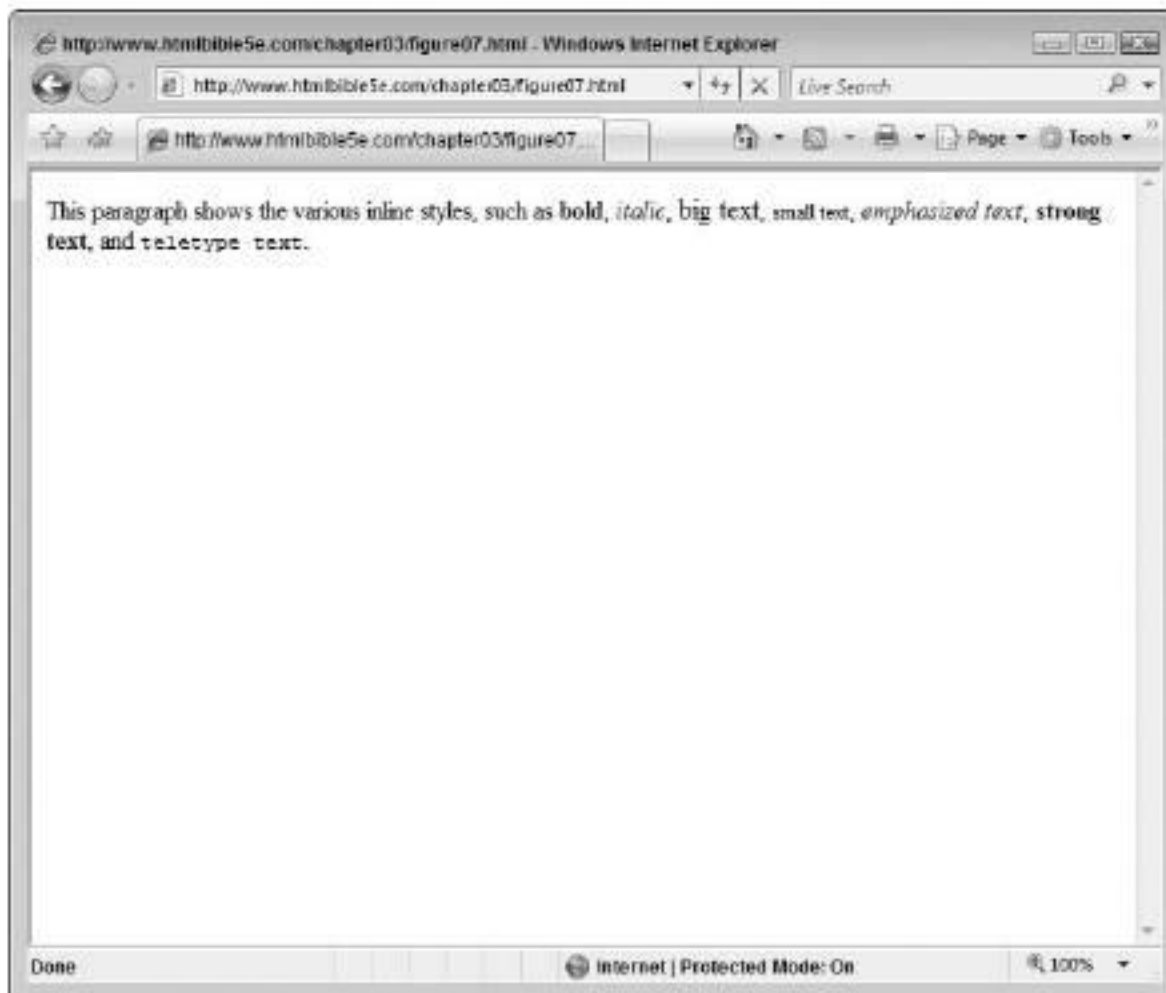 http://www.htmlbible5e.com/chapter03/figure07.html - Windows Internet Explorer
http://www.htmlbible5e.com/chapter03/figure07.html Live Search
http://www.htmlbible5e.com/chapter03/figure07... Page Tools
This paragraph shows the various inline styles, such as bold, italic, big text, small text, emphasized text, strong
text, and teletype text.
Done Internet | Protected Mode: On 100%